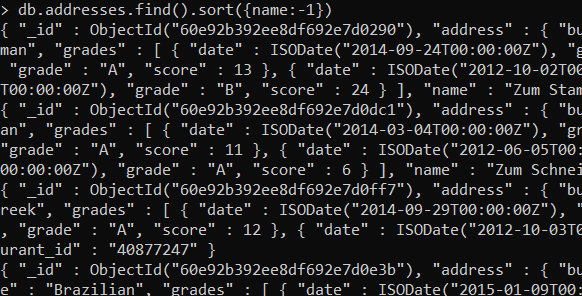 > db.addresses.find().sort({name:-1})
{ "_id" : ObjectId("60e92b392ee8df692e7d0290"), "address" : { "bu
man", "grades" : [ { "date" : ISODate("2014-09-24T00:00:00Z"), "g
 "grade" : "A", "score" : 13 }, { "date" : ISODate("2012-10-02T00
T00:00:00Z"), "grade" : "B", "score" : 24 } ], "name" : "Zum Stam
{ "_id" : ObjectId("60e92b392ee8df692e7d0dc1"), "address" : { "bu
an", "grades" : [ { "date" : ISODate("2014-03-04T00:00:00Z"), "gr
"grade" : "A", "score" : 11 }, { "date" : ISODate("2012-06-05T00:
00:00:00Z"), "grade" : "A", "score" : 6 } ], "name" : "Zum Schnei
{ "_id" : ObjectId("60e92b392ee8df692e7d0ff7"), "address" : { "bu
reek", "grades" : [ { "date" : ISODate("2014-09-29T00:00:00Z"), "
, "grade" : "A", "score" : 12 }, { "date" : ISODate("2012-10-03T0
urant_id" : "40877247" }
{ "_id" : ObjectId("60e92b392ee8df692e7d0e3b"), "address" : { "bu
e" : "Brazilian", "grades" : [ { "date" : ISODate("2015-01-09T00: